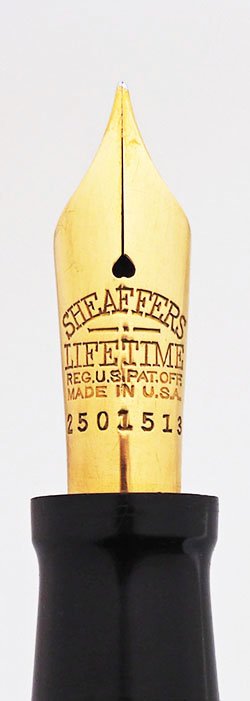 SHEAFFERS
LIFETIME
REG.U.S.PAT.OFF.
MADE IN U.S.A.
2501513